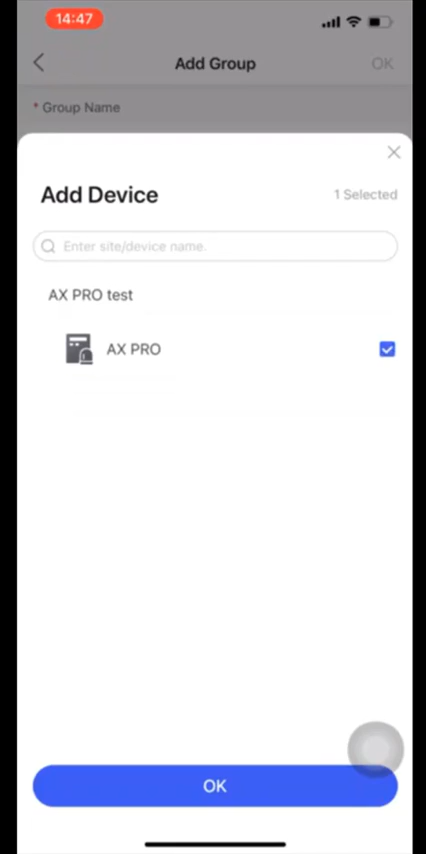 14:47
Add Group
OK
* Group Name
Add Device
1 Selected
Enter site/device name.
AX PRO test
AX PRO
OK